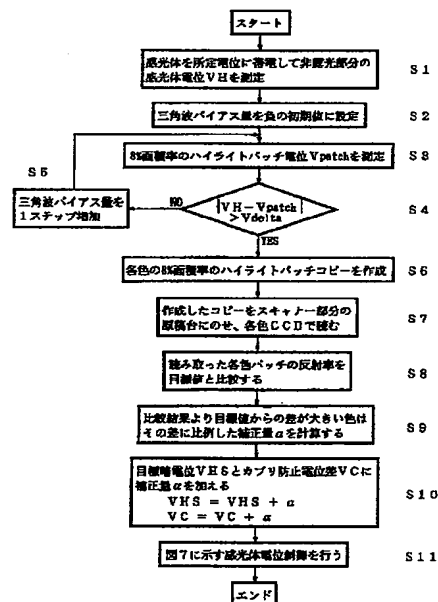 スタート
感光体を所定電位に帯電して非露光部分の
感光体電位VHを測定
S1
三角波バイアス量を負の初期値に設定
S2
8%面積率のハイライトパッチ電位Vpatchを測定
S3
S5
三角波バイアス量を
1ステップ増加
NO
|VH－Vpatch|
＞Vdelta
S4
YES
各色の8%面積率のハイライトパッチコピーを作成
S6
作成したコピーをスキャナー部分の
原稿台にのせ、各色CCDで読む
S7
読み取った各色パッチの反射率を
目標値と比較する
S8
比較結果より目標値からの差が大きい色は
その差に比例した補正量αを計算する
S9
目標暗電位VHSとカブリ防止電位差VCに
補正量αを加える
VHS = VHS + α
VC = VC + α
S10
図7に示す感光体電位制御を行う
S11
エンド